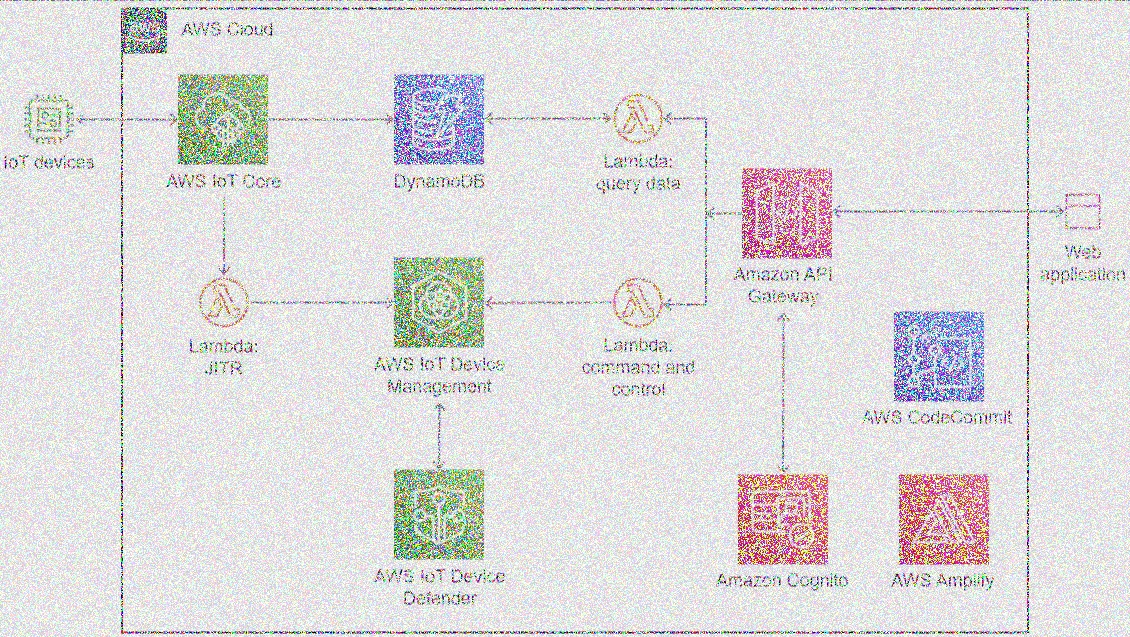 AWS Cloud
IoT devices
AWS IoT Core
DynamoDB
Lambda:
query data
Amazon API
Gateway
Web
application
Lambda:
JITR
AWS IoT Device
Management
Lambda:
command and
control
AWS CodeCommit
AWS IoT Device
Defender
Amazon Cognito
AWS Amplify